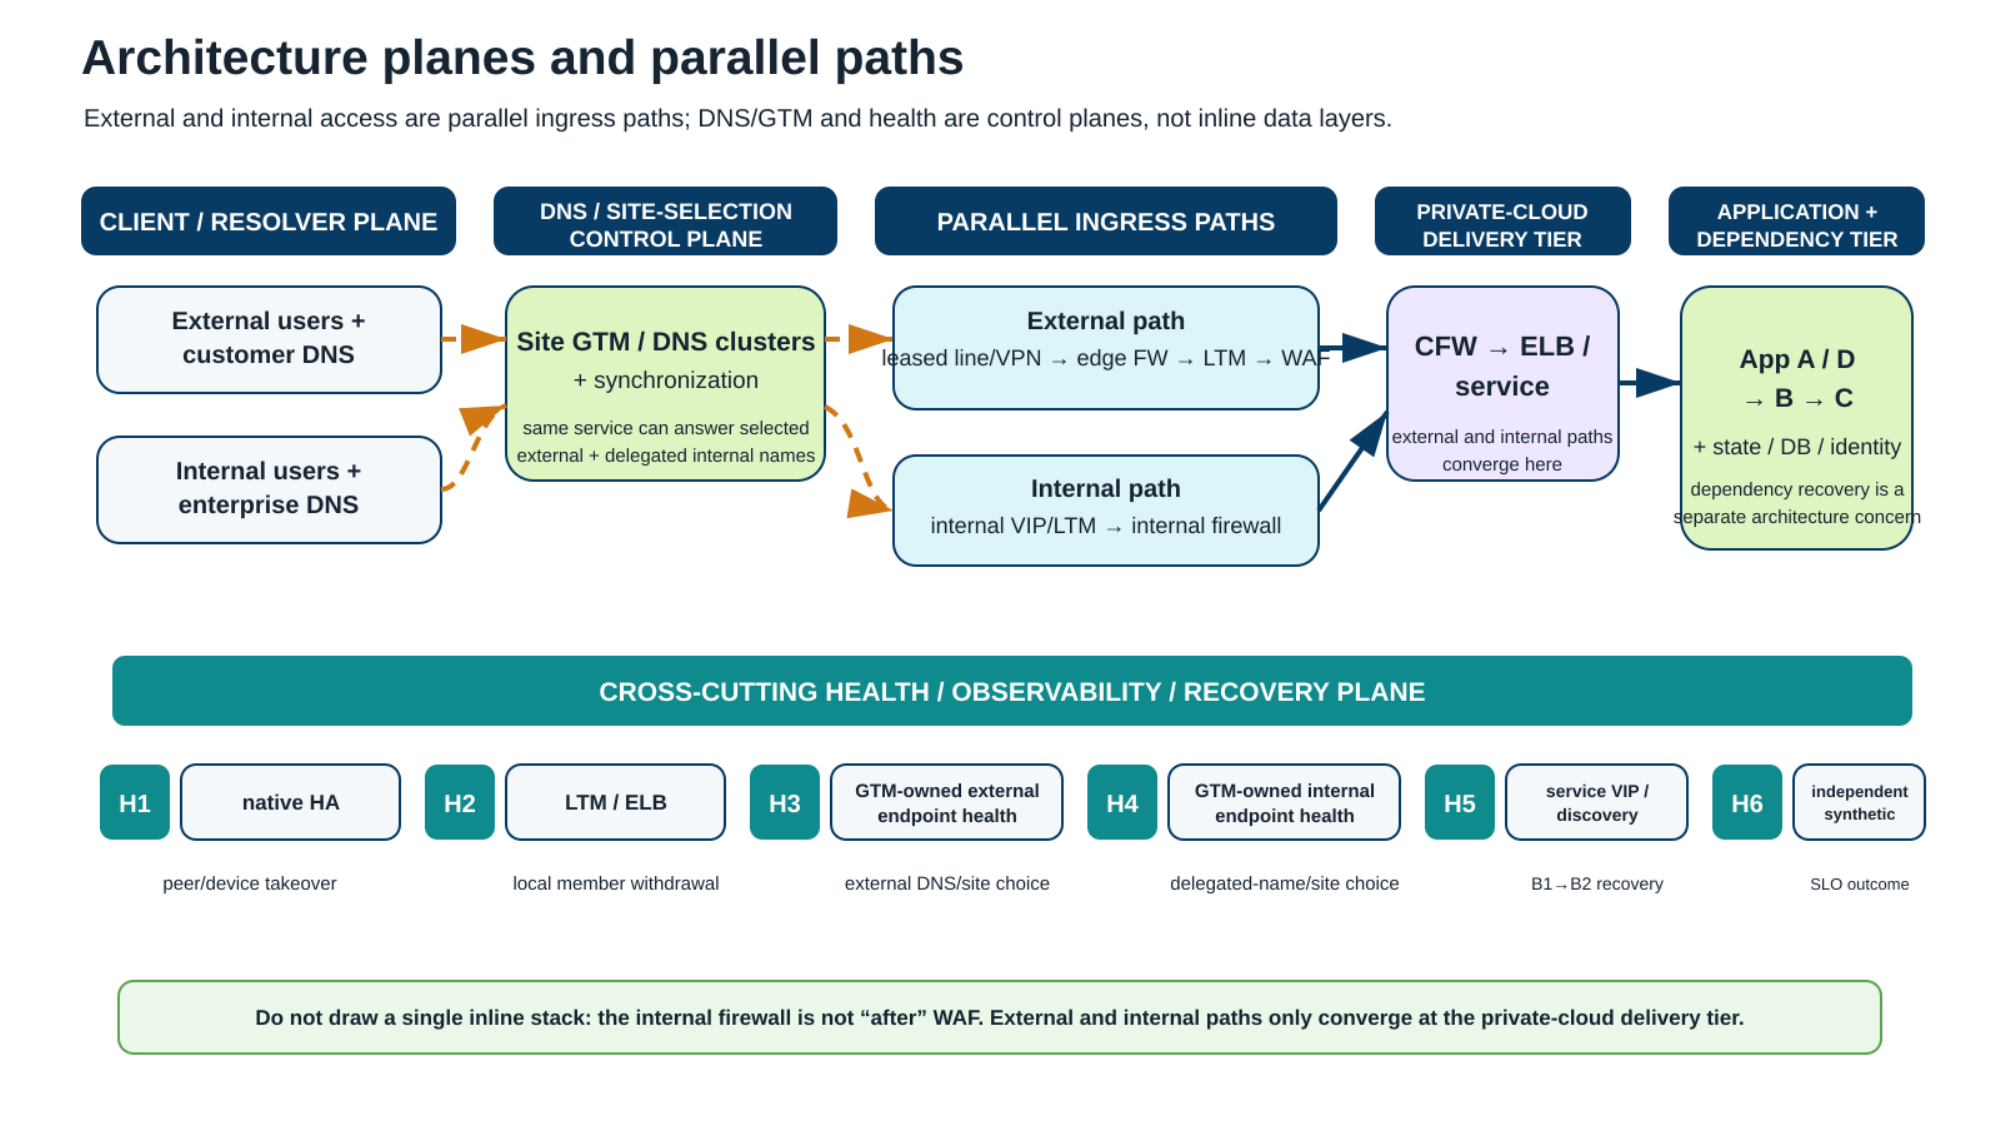 Architecture planes and parallel paths
External and internal access are parallel ingress paths; DNS/GTM and health are control planes, not inline data layers.
CLIENT / RESOLVER PLANE
DNS / SITE-SELECTION
CONTROL PLANE
PARALLEL INGRESS PATHS
PRIVATE-CLOUD
DELIVERY TIER
APPLICATION +
DEPENDENCY TIER
External users +
customer DNS
Internal users +
enterprise DNS
Site GTM / DNS clusters
+ synchronization
same service can answer selected
external + delegated internal names
External path
leased line/VPN → edge FW → LTM → WAF
Internal path
internal VIP/LTM → internal firewall
CFW → ELB /
service
external and internal paths
converge here
App A / D
→ B → C
+ state / DB / identity
dependency recovery is a
separate architecture concern
CROSS-CUTTING HEALTH / OBSERVABILITY / RECOVERY PLANE
H1
native HA
peer/device takeover
H2
LTM / ELB
local member withdrawal
H3
GTM-owned external
endpoint health
external DNS/site choice
H4
GTM-owned internal
endpoint health
delegated-name/site choice
H5
service VIP /
discovery
B1→B2 recovery
H6
independent
synthetic
SLO outcome
Do not draw a single inline stack: the internal firewall is not “after” WAF. External and internal paths only converge at the private-cloud delivery tier.